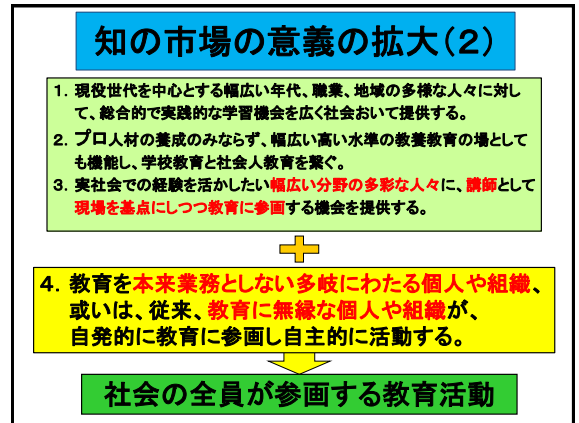 知の市場の意義の拡大(2)
1. 現役世代を中心とする幅広い年代、職業、地域の多様な人々に対し
て、総合的で実践的な学習機会を広く社会おいて提供する。
2. プロ人材の養成のみならず、幅広い高い水準の教養教育の場として
も機能し、学校教育と社会人教育を繋ぐ。
3. 実社会での経験を活かしたい幅広い分野の多彩な人々に、講師として
現場を基点にしつつ教育に参画する機会を提供する。
4. 教育を本来業務としない多岐にわたる個人や組織、
或いは、従来、教育に無縁な個人や組織が、
自発的に教育に参画し自主的に活動する。
社会の全員が参画する教育活動